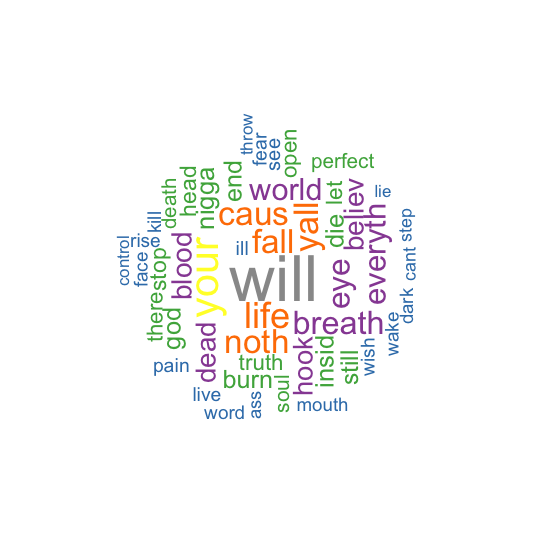 throw
fear
see
open
perfect
death
head
nigga
end
world
let
lie
kill
caus
yall
die
believ
everyth
step
control
rise
face
stop
there
blood
your
ill
fall
will
eye
cant
dark
god
life
breath
wake
pain
dead
noth
truth
hook
insid
still
wish
burn
soul
live
word
ass
mouth